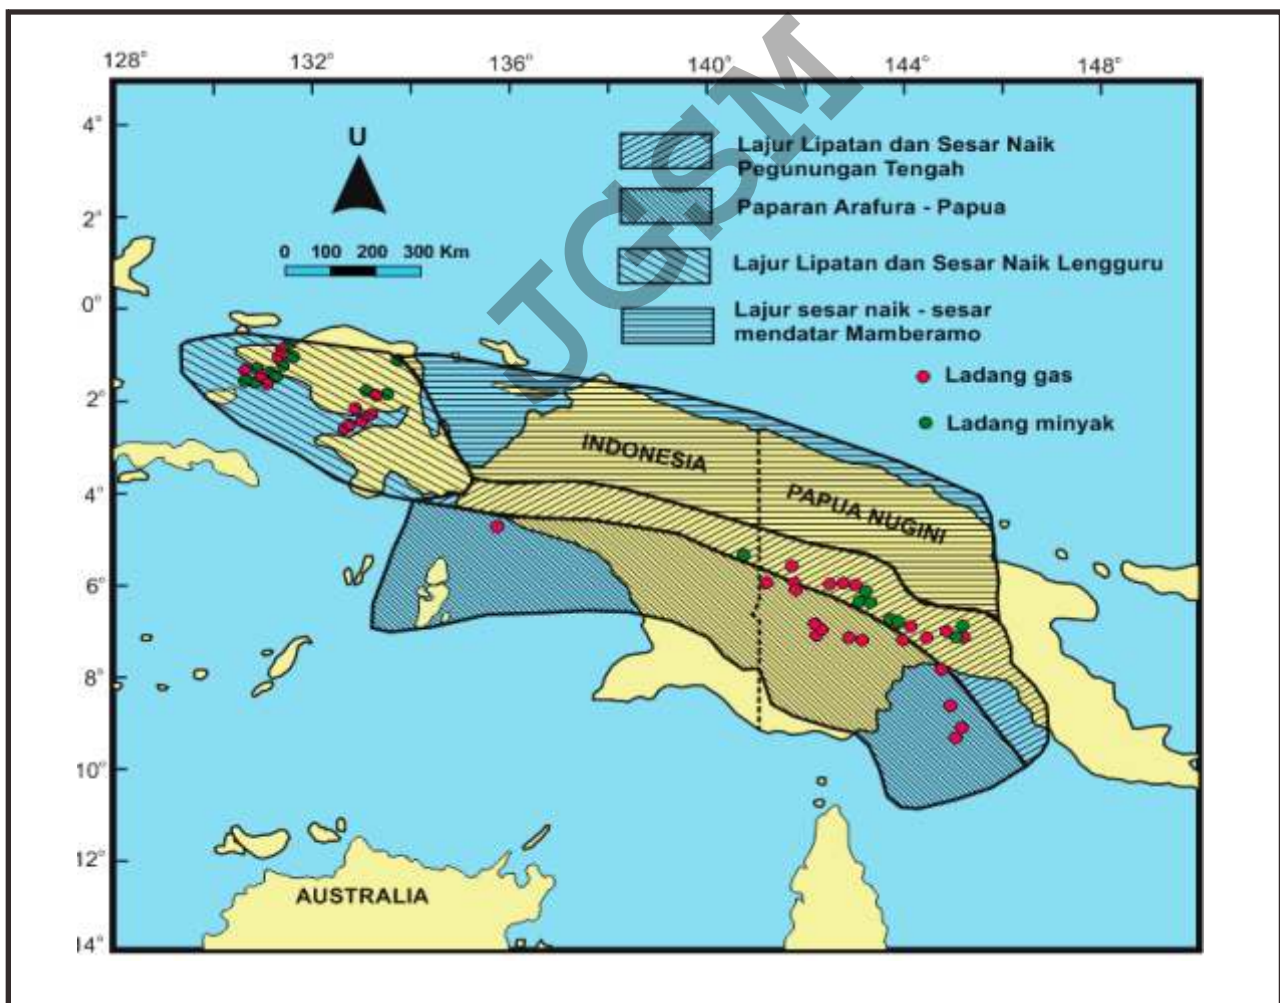 128° 132° 136° 140° 144° 148°
4°
2°
0°
2°
4°
6°
8°
10°
12°
14°
U
0 100 200 300 Km
Lajur Lipatan dan Sesar Naik
Pegunungan Tengah
Paparan Arafura - Papua
Lajur Lipatan dan Sesar Naik Lengguru
Lajur sesar naik - sesar
mendatar Mamberamo
Ladang gas
Ladang minyak
INDONESIA
PAPUA NUGINI
AUSTRALIA
JGSM